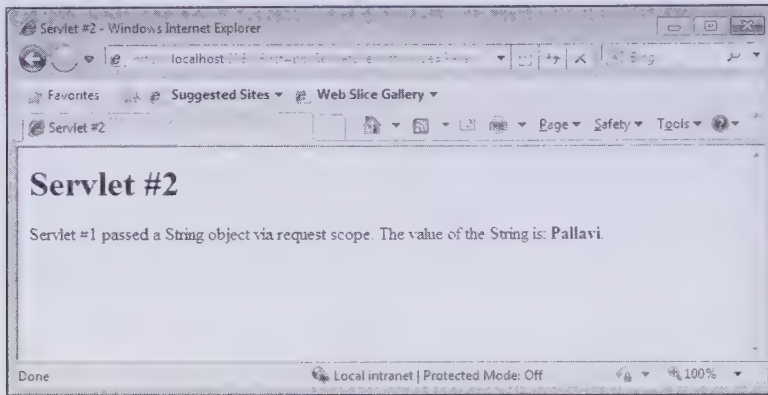 Servlet #2 - Windows Internet Explorer
localhost
Favorites Suggested Sites Web Slice Gallery
Servlet #2 Page Safety Tools
Servlet #2
Servlet #1 passed a String object via request scope. The value of the String is: Pallavi.
Done Local intranet | Protected Mode: Off 100%